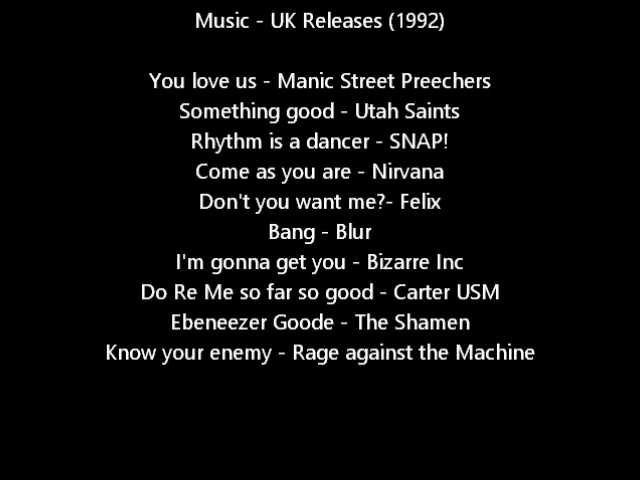 Music - UK Releases (1992)
You love us - Manic Street Preechers
Something good - Utah Saints
Rhythm is a dancer - SNAP!
Come as you are - Nirvana
Don't you want me?- Felix
Bang - Blur
I'm gonna get you - Bizarre Inc
Do Re Me so far so good - Carter USM
Ebeneezer Goode - The Shamen
Know your enemy - Rage against the Machine